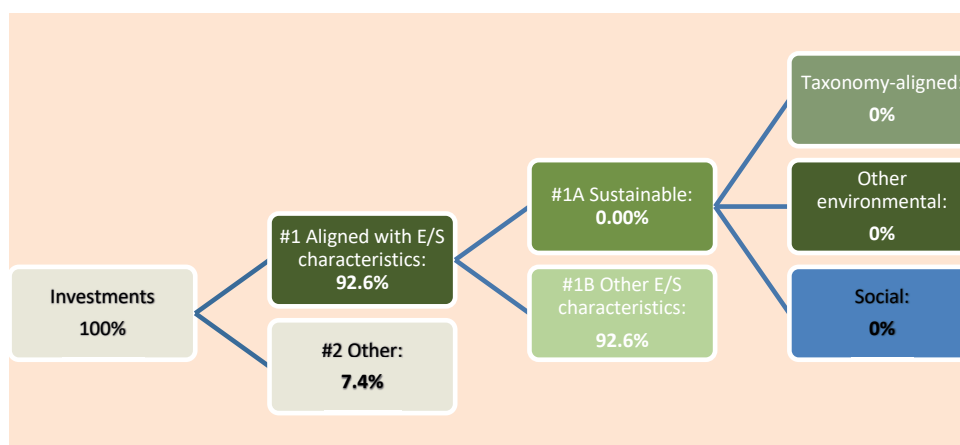 Investments
100%
#1 Aligned with E/S
characteristics:
92.6%
#2 Other:
7.4%
#1A Sustainable:
0.00%
#1B Other E/S
characteristics:
92.6%
Taxonomy-aligned:
0%
Other
environmental:
0%
Social:
0%